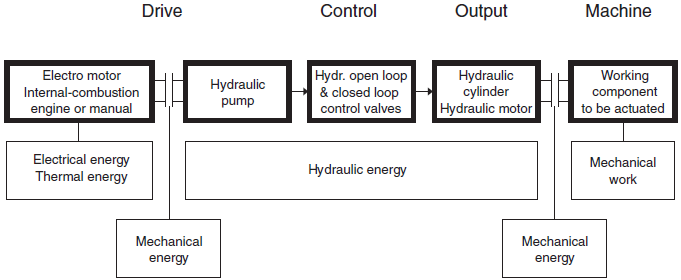 Drive
Control
Output
Machine
Electro motor
Internal-combustion
engine or manual
Hydraulic
pump
Hydr. open loop
& closed loop
control valves
Hydraulic
cylinder
Hydraulic motor
Working
component
to be actuated
Electrical energy
Thermal energy
Hydraulic energy
Mechanical
work
Mechanical
energy
Mechanical
energy